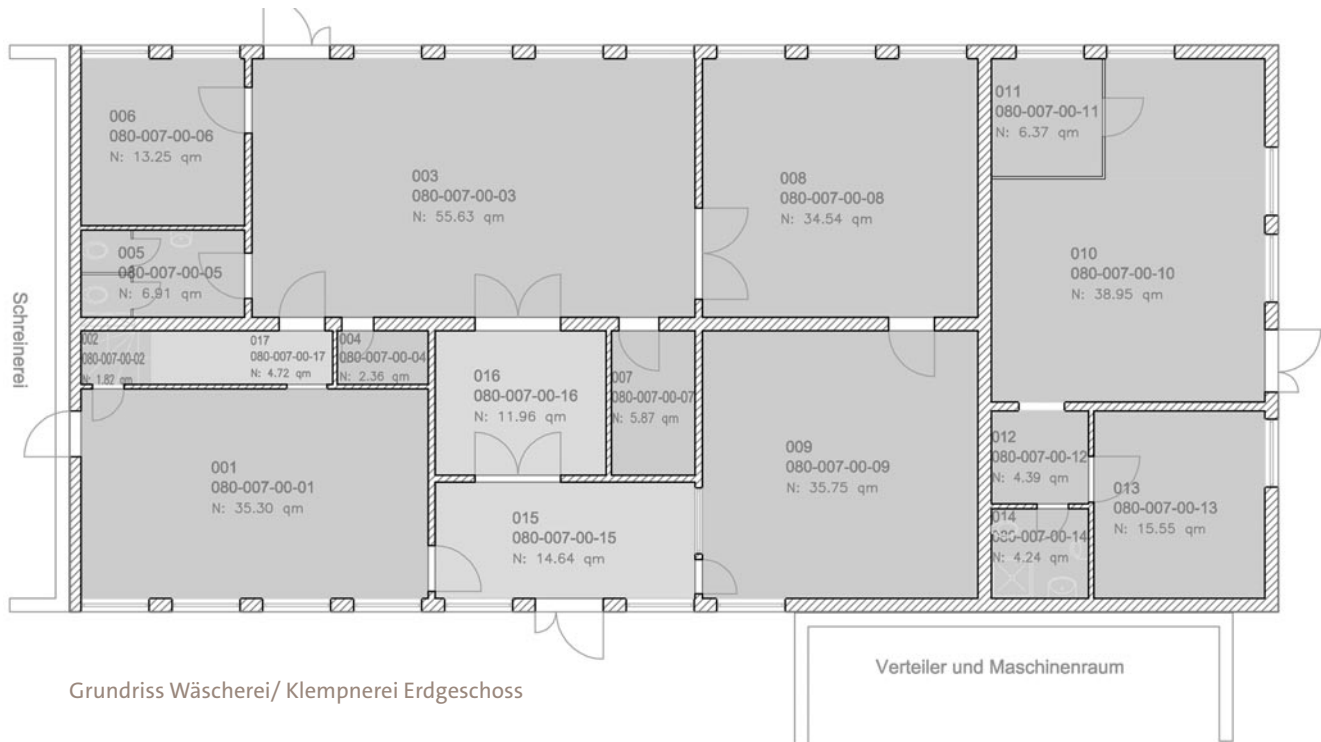 006
080-007-00-06
N: 13.25 qm
003
080-007-00-03
N: 55.63 qm
008
080-007-00-08
N: 34.54 qm
011
080-007-00-11
N: 6.37 qm
005
080-007-00-05
N: 6.91 qm
010
080-007-00-10
N: 38.95 qm
Schreinerei
002
080-007-00-02
N: 1.82 qm
017
080-007-00-17
N: 4.72 qm
004
080-007-00-04
N: 2.36 qm
016
080-007-00-16
N: 11.96 qm
007
080-007-00-07
N: 5.87 qm
009
080-007-00-09
N: 35.75 qm
012
080-007-00-12
N: 4.39 qm
001
080-007-00-01
N: 35.30 qm
013
080-007-00-13
N: 15.55 qm
015
080-007-00-15
N: 14.64 qm
014
080-007-00-14
N: 4.24 qm
Verteiler und Maschinenraum
Grundriss Wäscherei/ Klempnerei Erdgeschoss